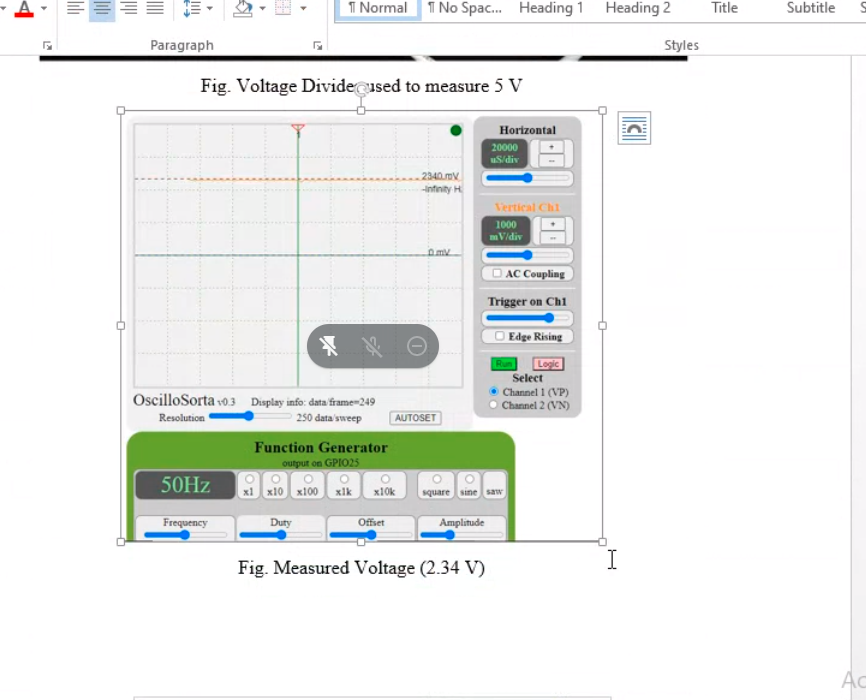 A
¶ Normal
¶ No Spac...
Heading 1
Heading 2
Title
Subtitle
S
Paragraph
Styles
Fig. Voltage Divider used to measure 5 V
2340 mV
-Infinity H
0 mV
Horizontal
20000
uS/div
+
--
Vertical Ch1
1000
mV/div
+
--
AC Coupling
Trigger on Ch1
Edge Rising
Run
Logic
Select
Channel 1 (VP)
Channel 2 (VN)
OscilloSorta v0.3 Display info: data/frame=249
Resolution 250 data/sweep AUTOSET
Function Generator
output on GPIO25
50Hz
x1 x10 x100 x1k x10k square sine saw
Frequency Duty Offset Amplitude
Fig. Measured Voltage (2.34 V)
Ac